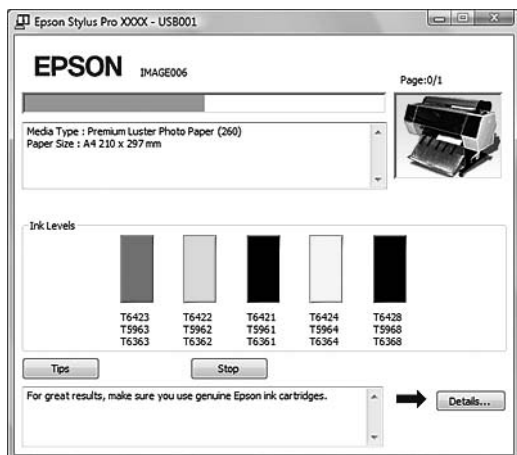 Epson Stylus Pro XXXX - USB001
EPSON IMAGE006
Page:0/1
Media Type : Premium Luster Photo Paper (260)
Paper Size : A4 210 x 297 mm
Ink Levels
T6423 T6422 T6421 T6424 T6428
T5963 T5962 T5961 T5964 T5968
T6363 T6362 T6361 T6364 T6368
Tips Stop
For great results, make sure you use genuine Epson ink cartridges.
Details...